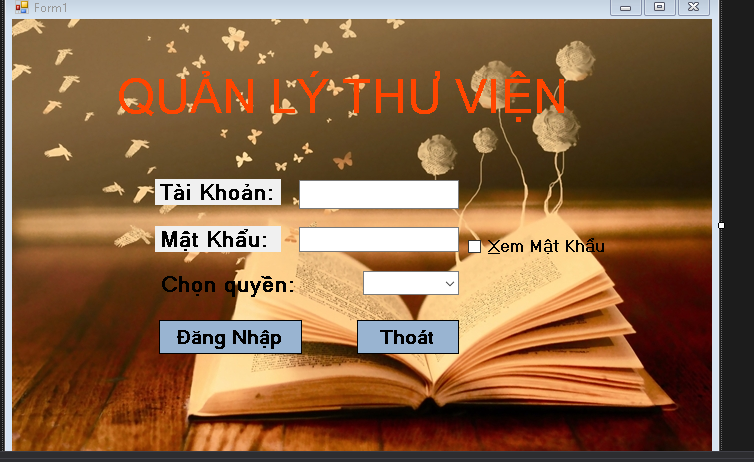 Form1
QUẢN LÝ THƯ VIỆN
Tài Khoản:
Mật Khẩu:
Xem Mật Khẩu
Chọn quyền:
Đăng Nhập
Thoát